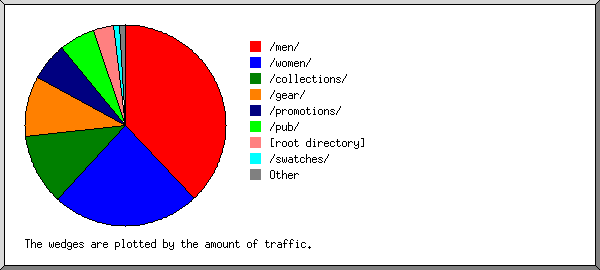 /men/
/women/
/collections/
/gear/
/promotions/
/pub/
[root directory]
/swatches/
Other
The wedges are plotted by the amount of traffic.